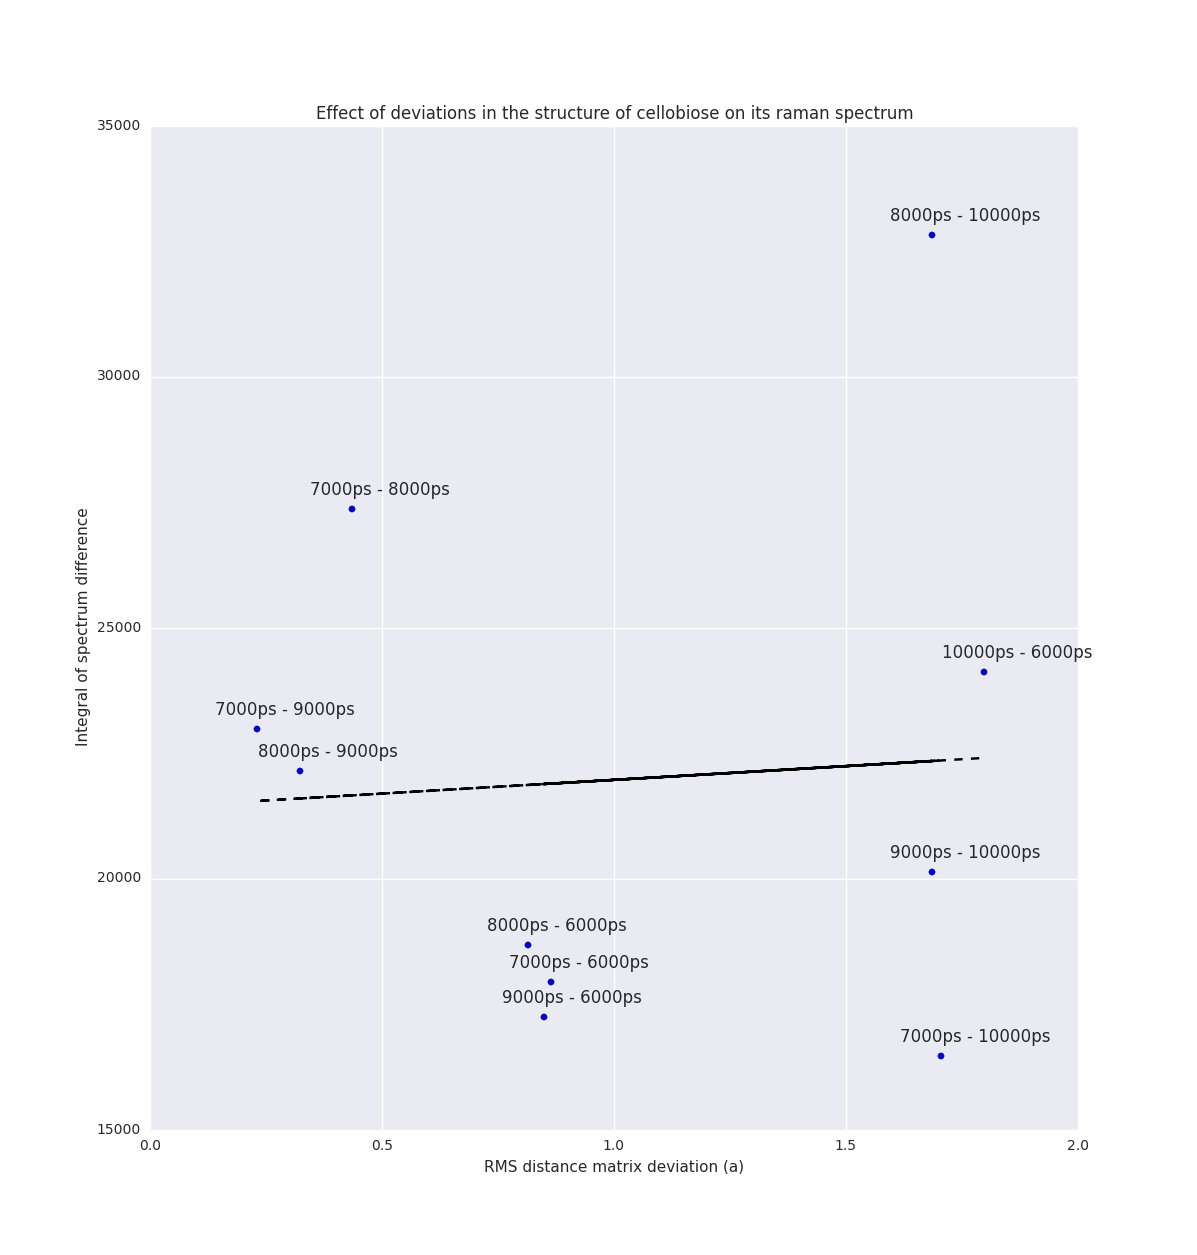 Effect of deviations in the structure of cellobiose on its raman spectrum
35000
8000ps - 10000ps
30000
7000ps - 8000ps
Integral of spectrum difference
25000
10000ps - 6000ps
7000ps - 9000ps
8000ps - 9000ps
9000ps - 10000ps
20000
8000ps - 6000ps
7000ps - 6000ps
9000ps - 6000ps
7000ps - 10000ps
15000
0.0 0.5 1.0 1.5 2.0
RMS distance matrix deviation (a)